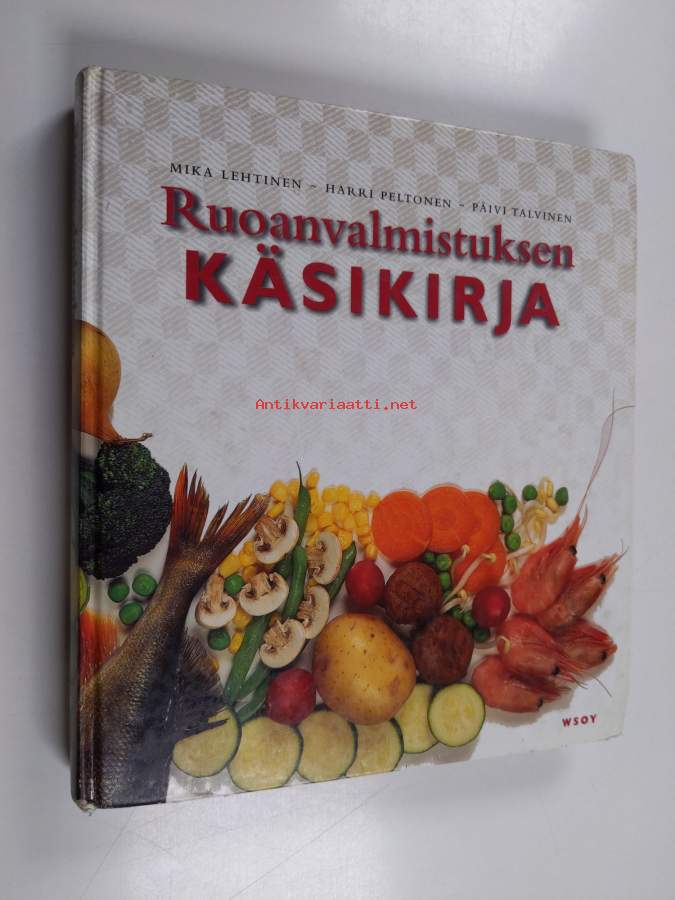 MIKA LEHTINEN – HARRI PELTONEN – PÄIVI TALVINEN
Ruoanvalmistuksen
KÄSIKIRJA
Antikvariaatti.net
WSOY